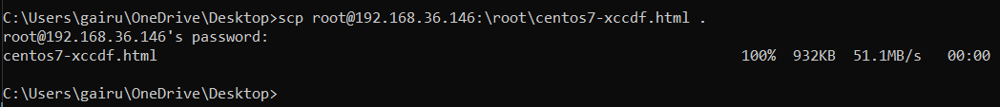 C:\Users\gairu\OneDrive\Desktop>scp root@192.168.36.146:\root\centos7-xccdf.html .
root@192.168.36.146's password:
centos7-xccdf.html 100% 932KB 51.1MB/s 00:00
C:\Users\gairu\OneDrive\Desktop>